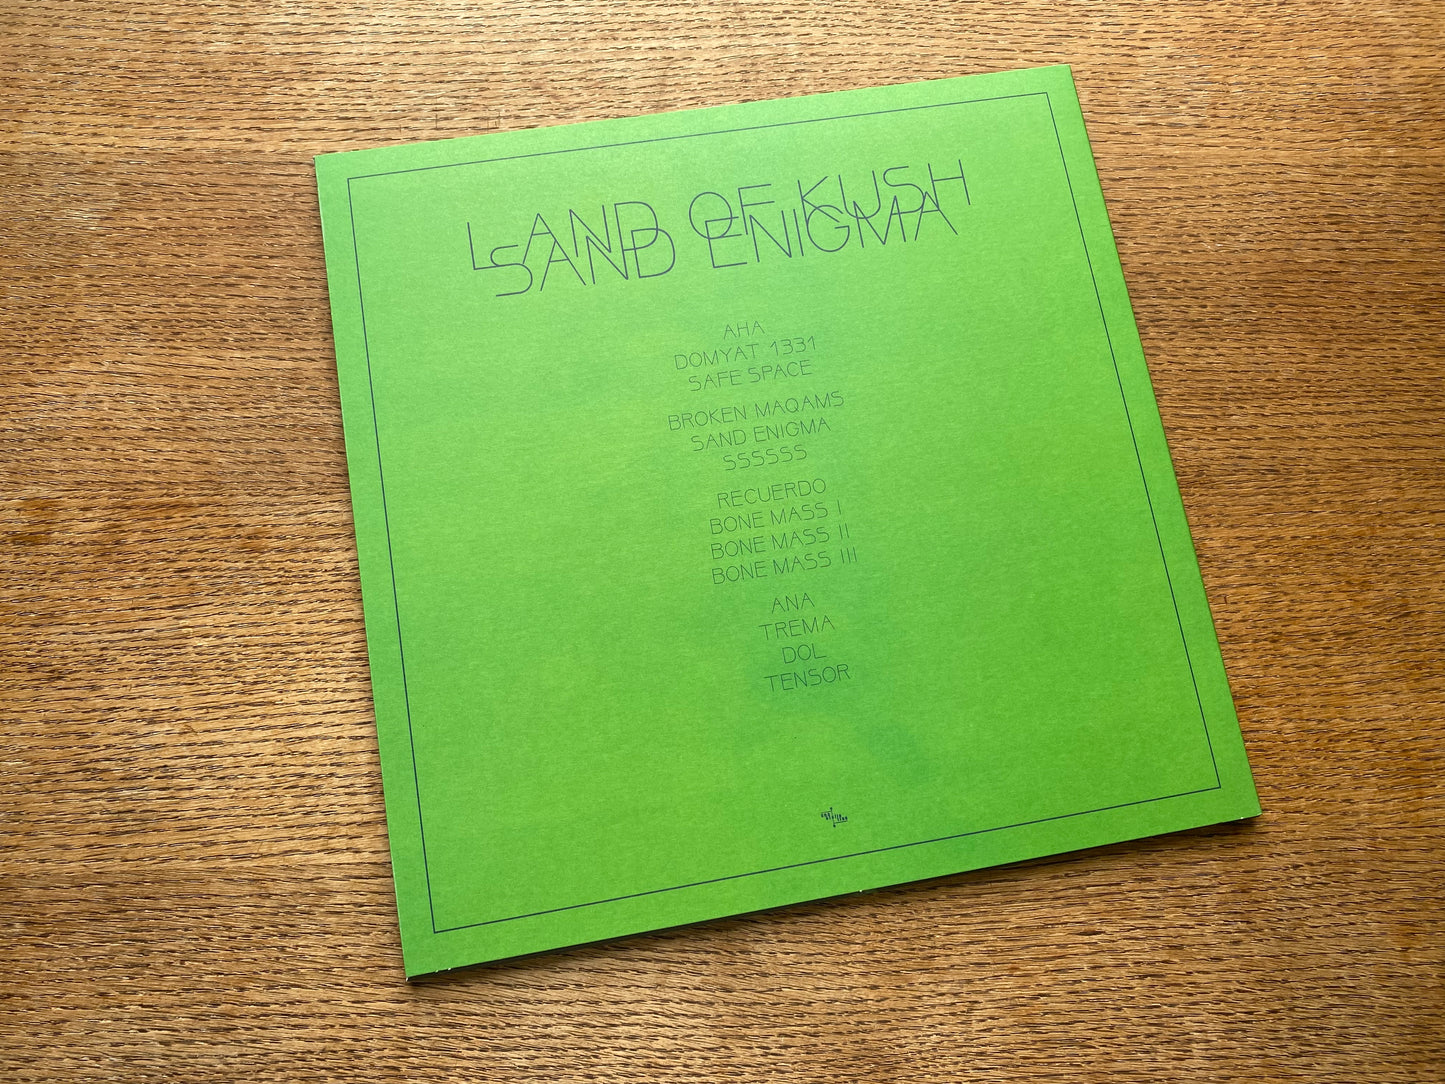 LAND OF KUSH
SAND ENIGMA
AHA
DOMYAT 1331
SAFE SPACE
BROKEN MAQAMS
SAND ENIGMA
SSSSSS
RECUERDO
BONE MASS I
BONE MASS II
BONE MASS III
ANA
TREMA
DOL
TENSOR